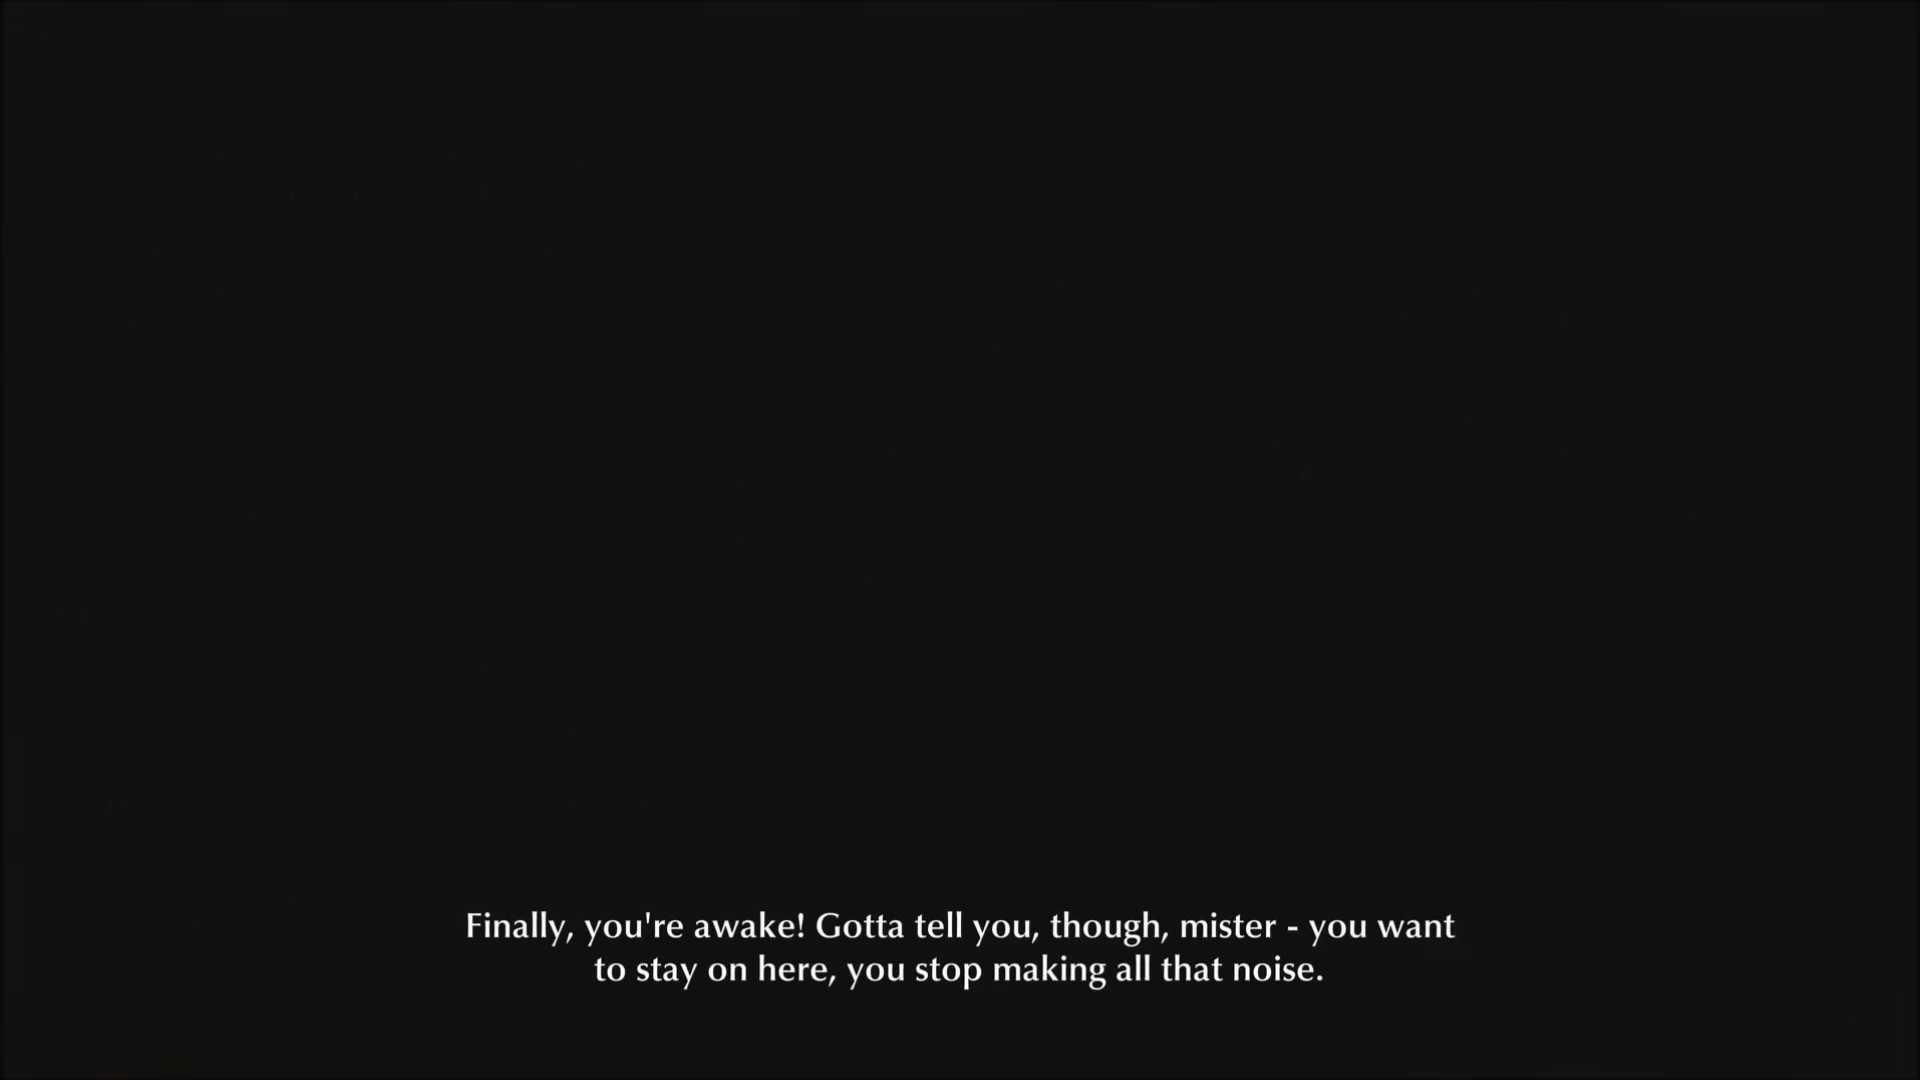 Finally, you're awake! Gotta tell you, though, mister - you want
to stay on here, you stop making all that noise.